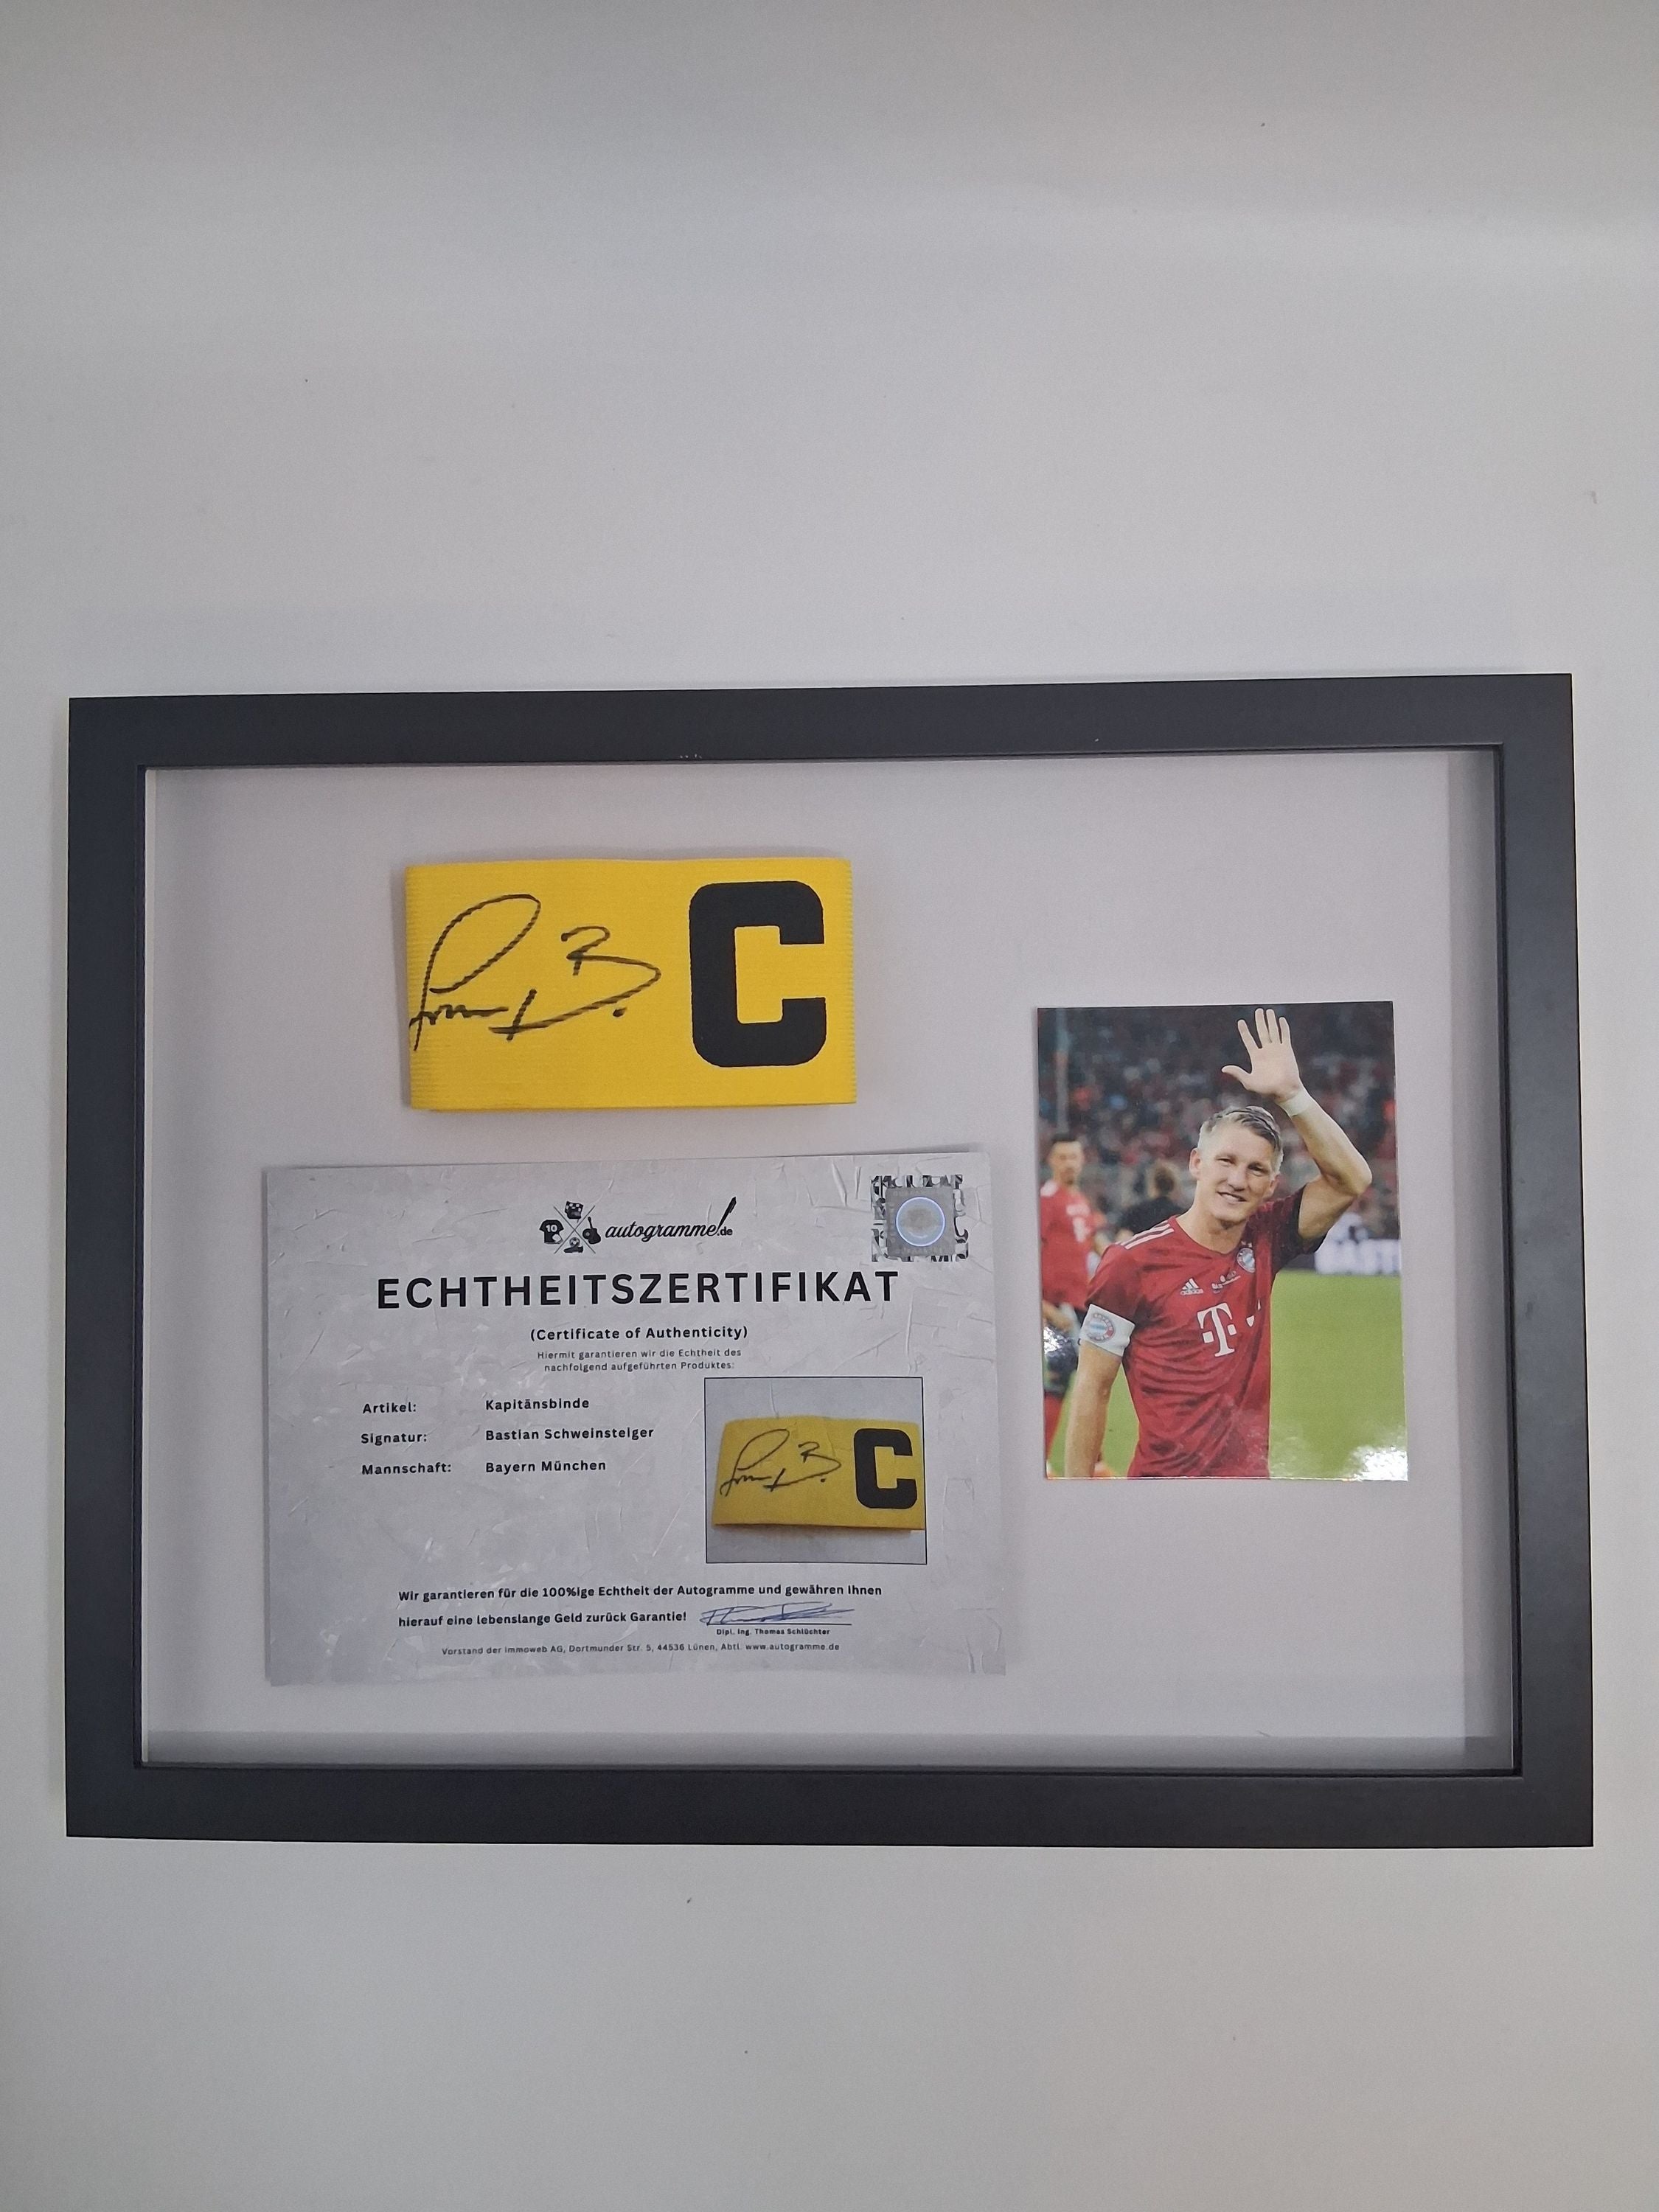 C
10
autogramme.de
ECHTHEITSZERTIFIKAT
(Certificate of Authenticity)
Hiermit garantieren wir die Echtheit des
nachfolgend aufgeführten Produktes:
Artikel: Kapitänsbinde
Signatur: Bastian Schweinsteiger
Mannschaft: Bayern München
C
Wir garantieren für die 100%ige Echtheit der Autogramme und gewähren Ihnen
hierauf eine lebenslange Geld zurück Garantie!
Dipl. Ing. Thomas Schlüchter
Vorstand der immoweb AG, Dortmunder Str. 5, 44536 Lünen, Abtl. www.autogramme.de
adidas
T